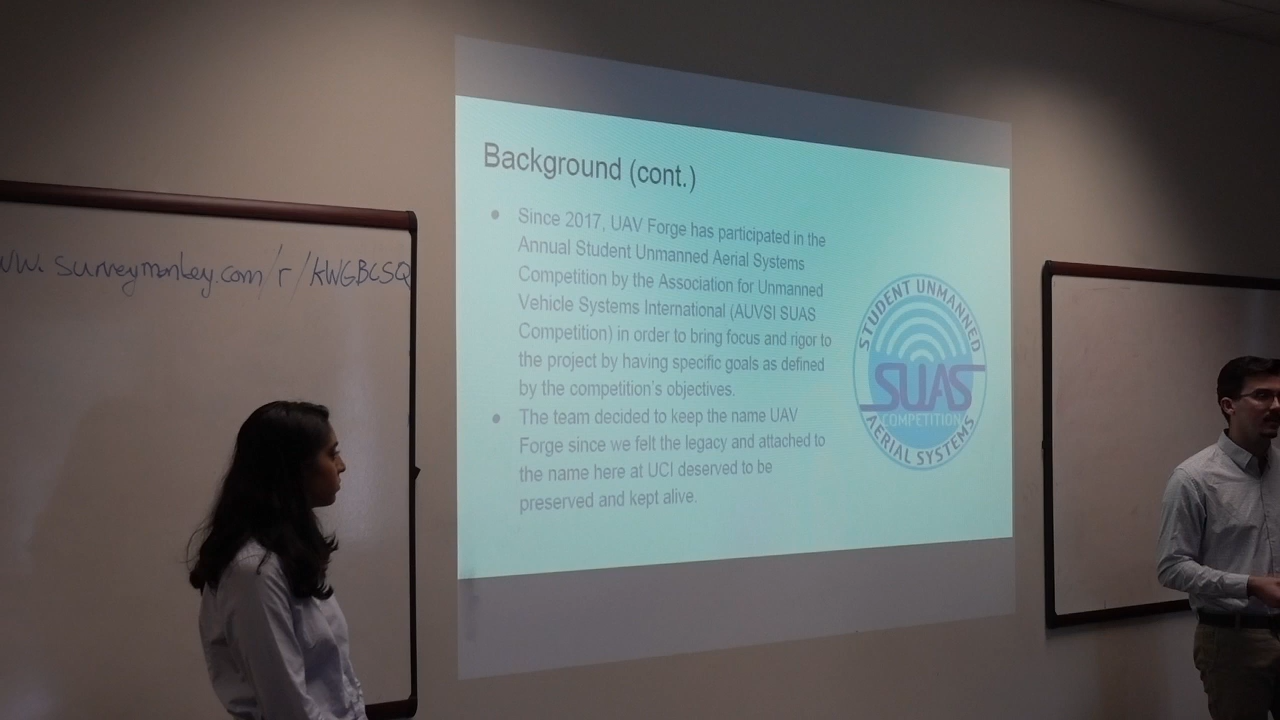 ww. surveymonkey.com/r/KWGBCSQ
Background (cont.)
● Since 2017, UAV Forge has participated in the
Annual Student Unmanned Aerial Systems
Competition by the Association for Unmanned
Vehicle Systems International (AUVSI SUAS
Competition) in order to bring focus and rigor to
the project by having specific goals as defined
by the competition's objectives.
● The team decided to keep the name UAV
Forge since we felt the legacy and attached to
the name here at UCI deserved to be
preserved and kept alive.
STUDENT UNMANNED
SUAS
COMPETITION
AERIAL SYSTEMS